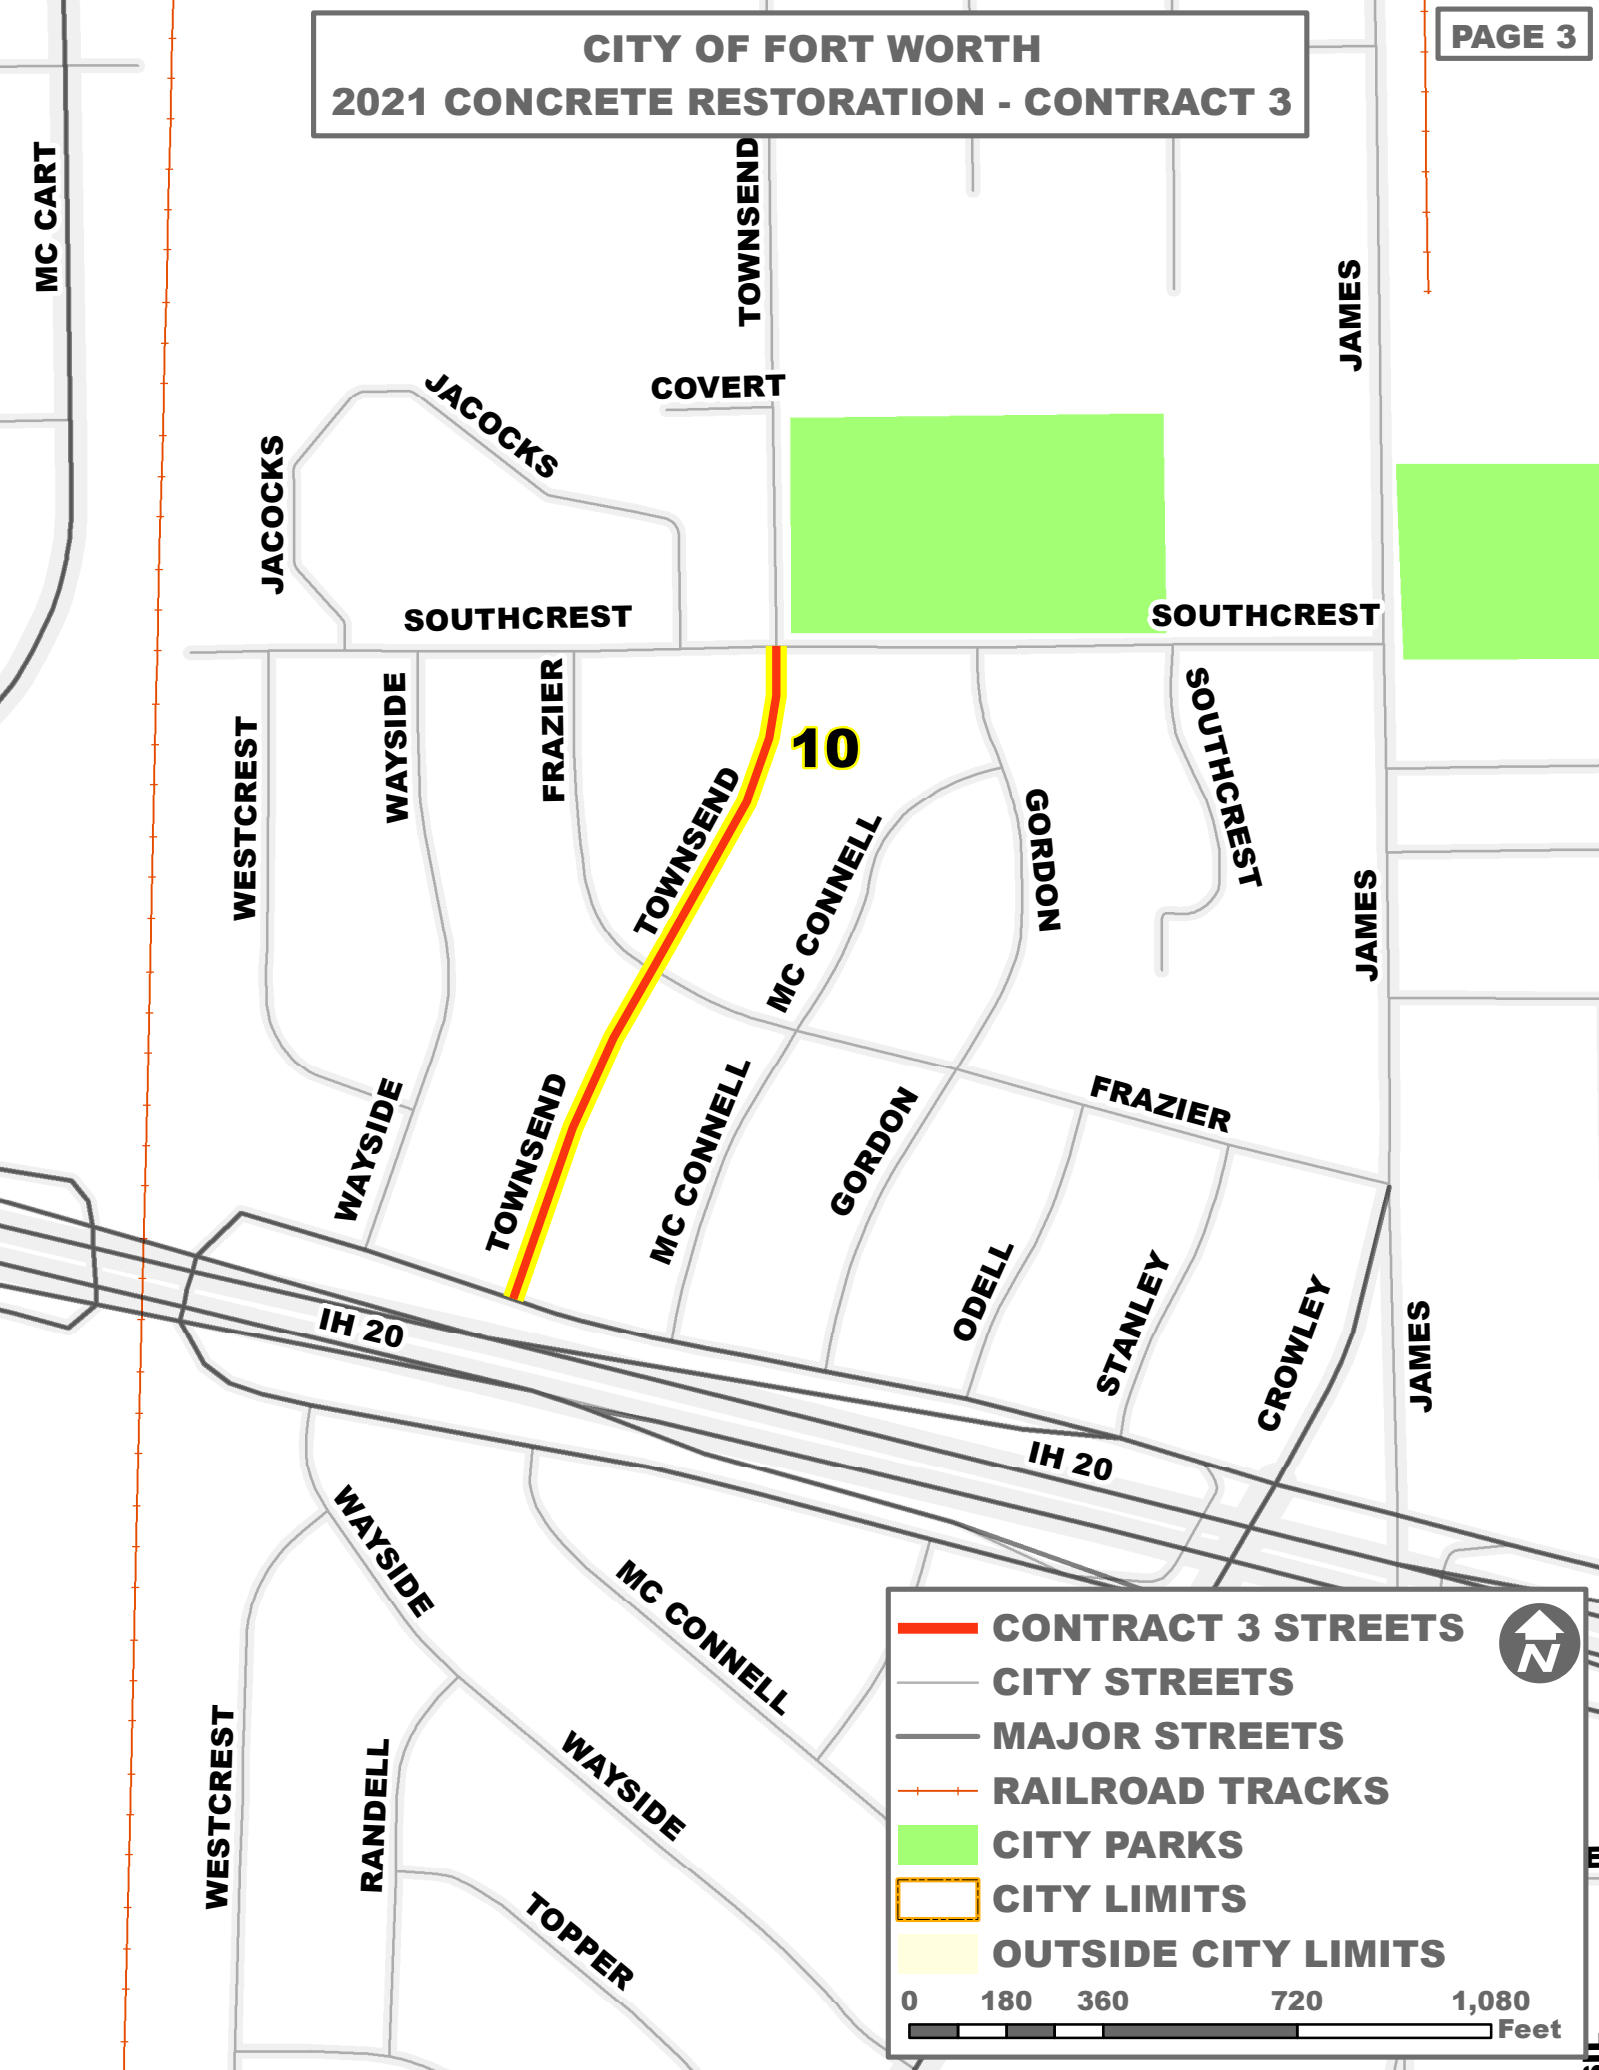 CITY OF FORT WORTH
2021 CONCRETE RESTORATION - CONTRACT 3
PAGE 3
MC CART
TOWNSEND
JAMES
COVERT
JACOCKS
JACOCKS
SOUTHCREST
SOUTHCREST
WESTCREST
WAYSIDE
FRAZIER
10
TOWNSEND
MC CONNELL
GORDON
SOUTHCREST
JAMES
WAYSIDE
TOWNSEND
MC CONNELL
GORDON
FRAZIER
ODELL
STANLEY
CROWLEY
JAMES
IH 20
IH 20
WAYSIDE
MC CONNELL
WESTCREST
RANDELL
WAYSIDE
TOPPER
CONTRACT 3 STREETS
N
CITY STREETS
MAJOR STREETS
RAILROAD TRACKS
CITY PARKS
CITY LIMITS
OUTSIDE CITY LIMITS
0 180 360 720 1,080
Feet